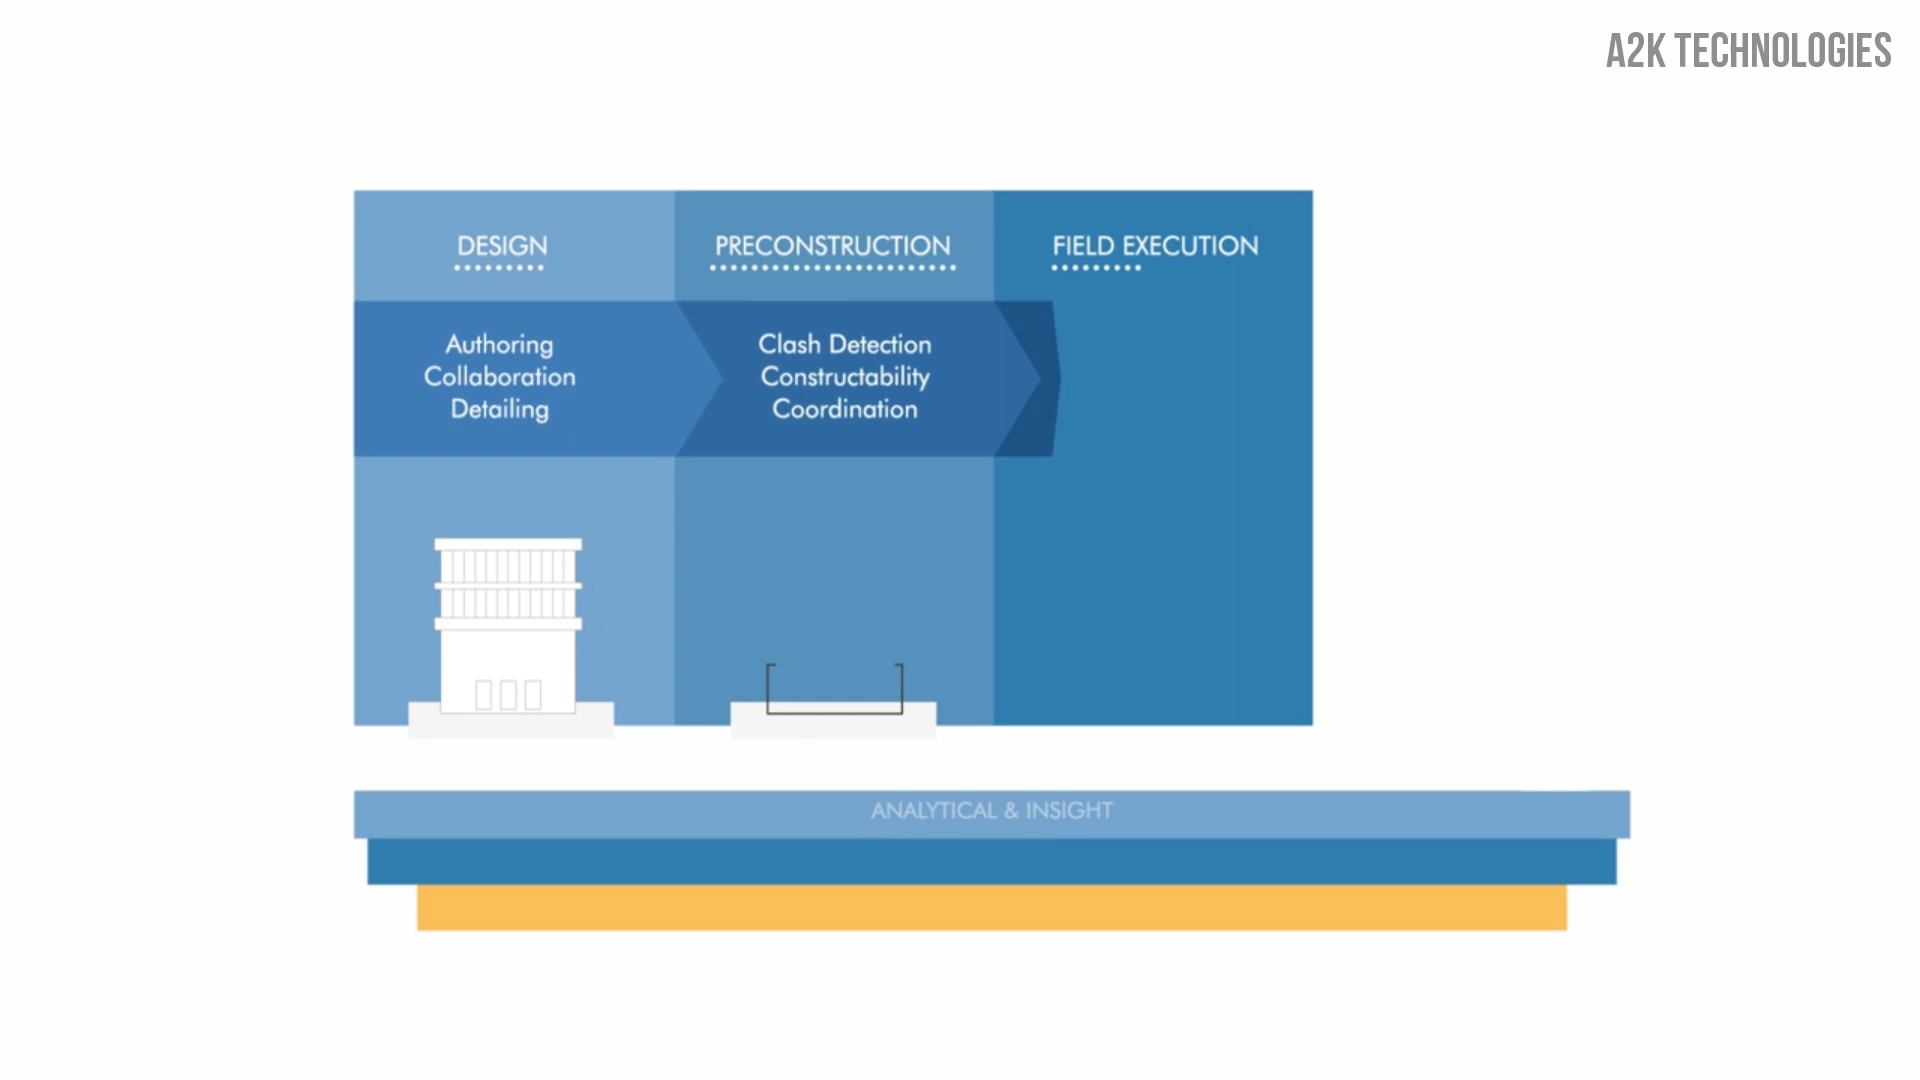 A2K TECHNOLOGIES
DESIGN
PRECONSTRUCTION
FIELD EXECUTION
Authoring
Collaboration
Detailing
Clash Detection
Constructability
Coordination
ANALYTICAL & INSIGHT